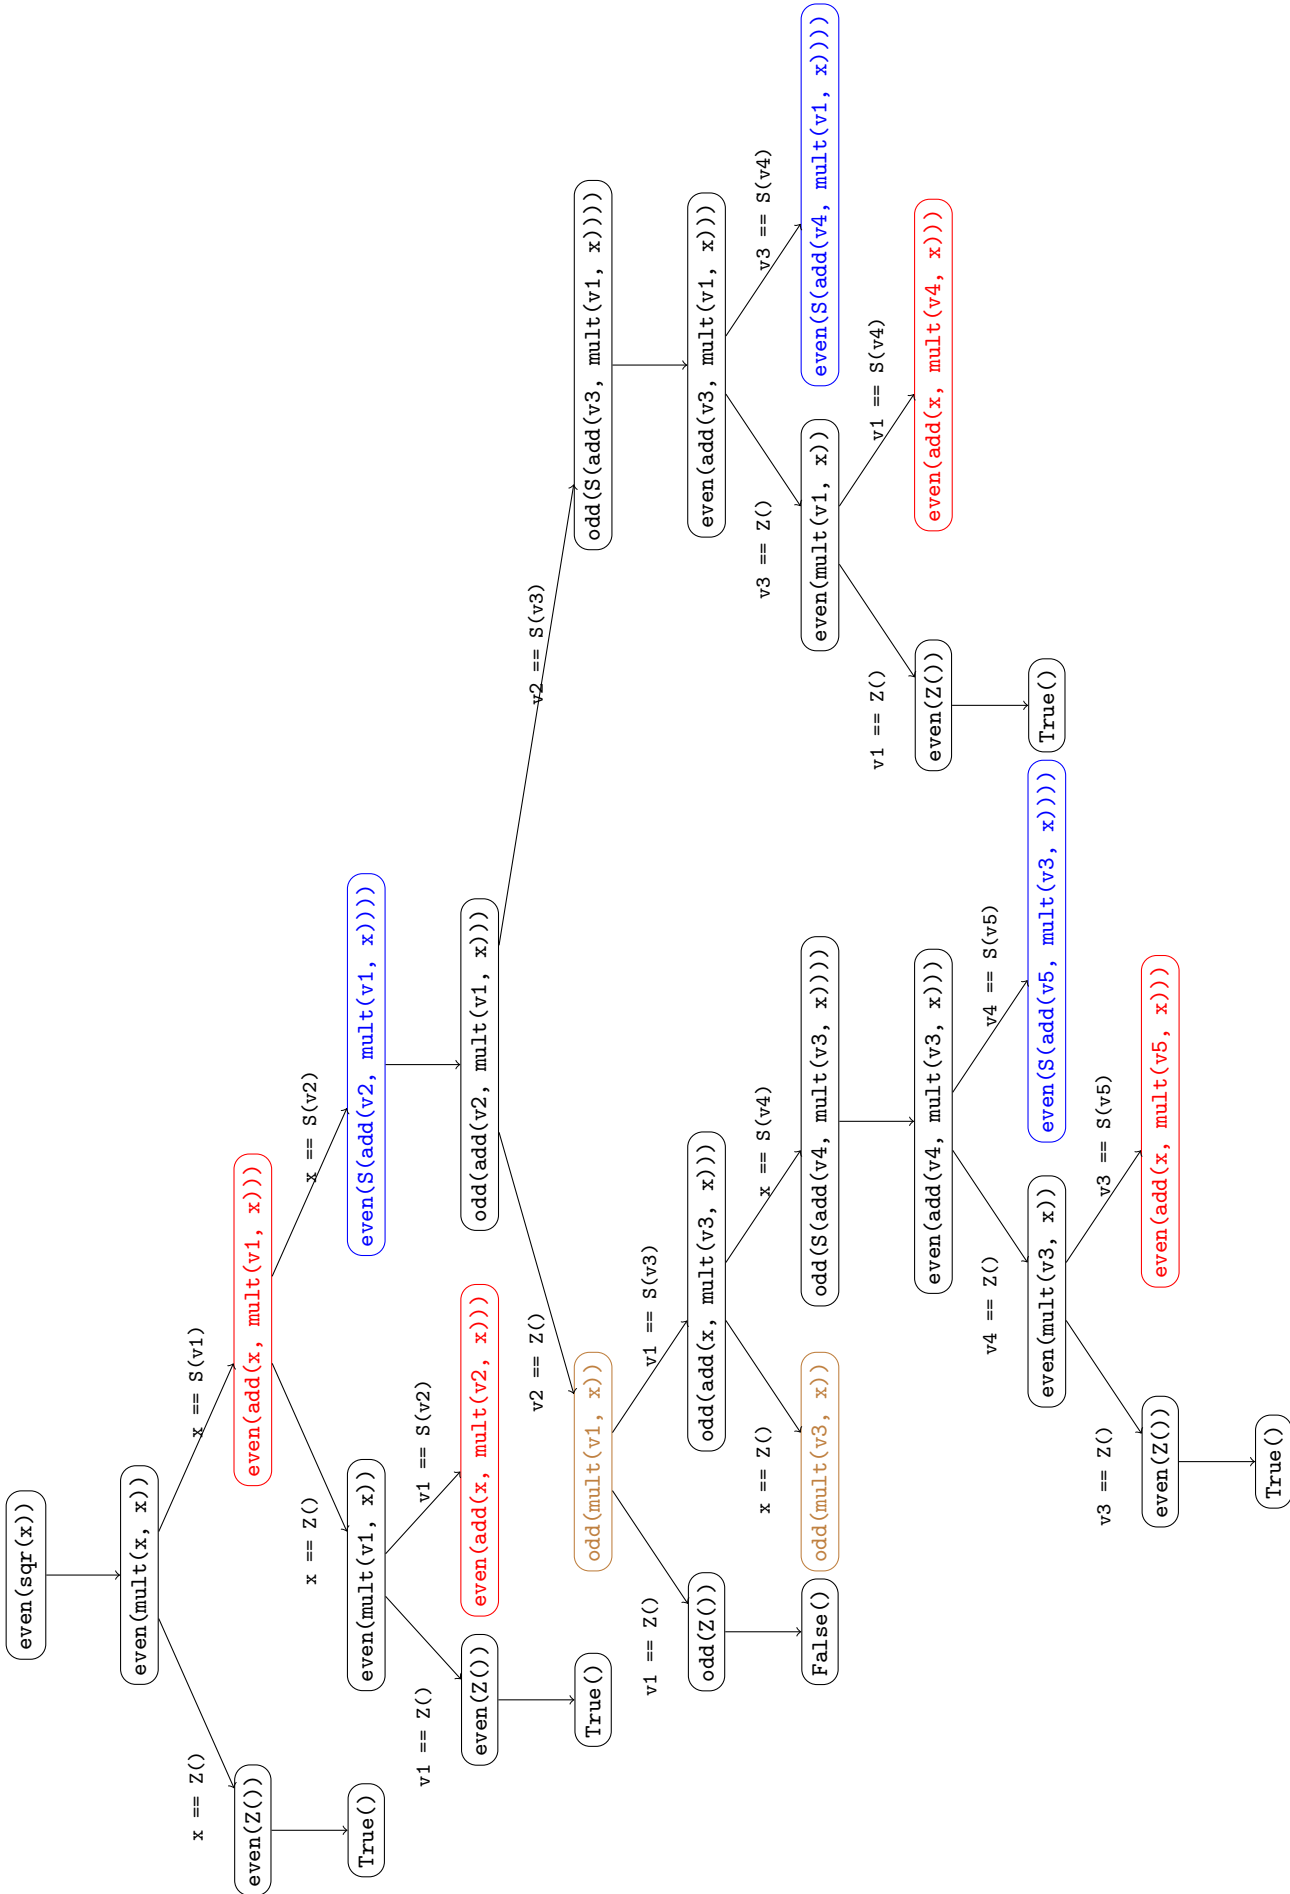 even(sqr(x))
even(mult(x, x))
x == Z()
x == S(v1)
even(Z())
even(add(x, mult(v1, x)))
x == Z()
x == S(v2)
True()
even(mult(v1, x))
even(S(add(v2, mult(v1, x))))
v1 == Z()
v1 == S(v2)
even(Z())
even(add(x, mult(v2, x)))
odd(add(v2, mult(v1, x)))
v2 == Z()
v2 == S(v3)
True()
odd(mult(v1, x))
odd(S(add(v3, mult(v1, x))))
v1 == Z()
v1 == S(v3)
odd(Z())
odd(add(x, mult(v3, x)))
even(add(v3, mult(v1, x)))
x == Z()
x == S(v4)
v3 == Z()
v3 == S(v4)
False()
odd(mult(v3, x))
odd(S(add(v4, mult(v3, x))))
even(mult(v1, x))
even(S(add(v4, mult(v1, x))))
v1 == Z()
v1 == S(v4)
even(add(v4, mult(v3, x)))
even(Z())
even(add(x, mult(v4, x)))
v4 == Z()
v4 == S(v5)
even(mult(v3, x))
even(S(add(v5, mult(v3, x))))
True()
v3 == Z()
v3 == S(v5)
even(Z())
even(add(x, mult(v5, x)))
True()